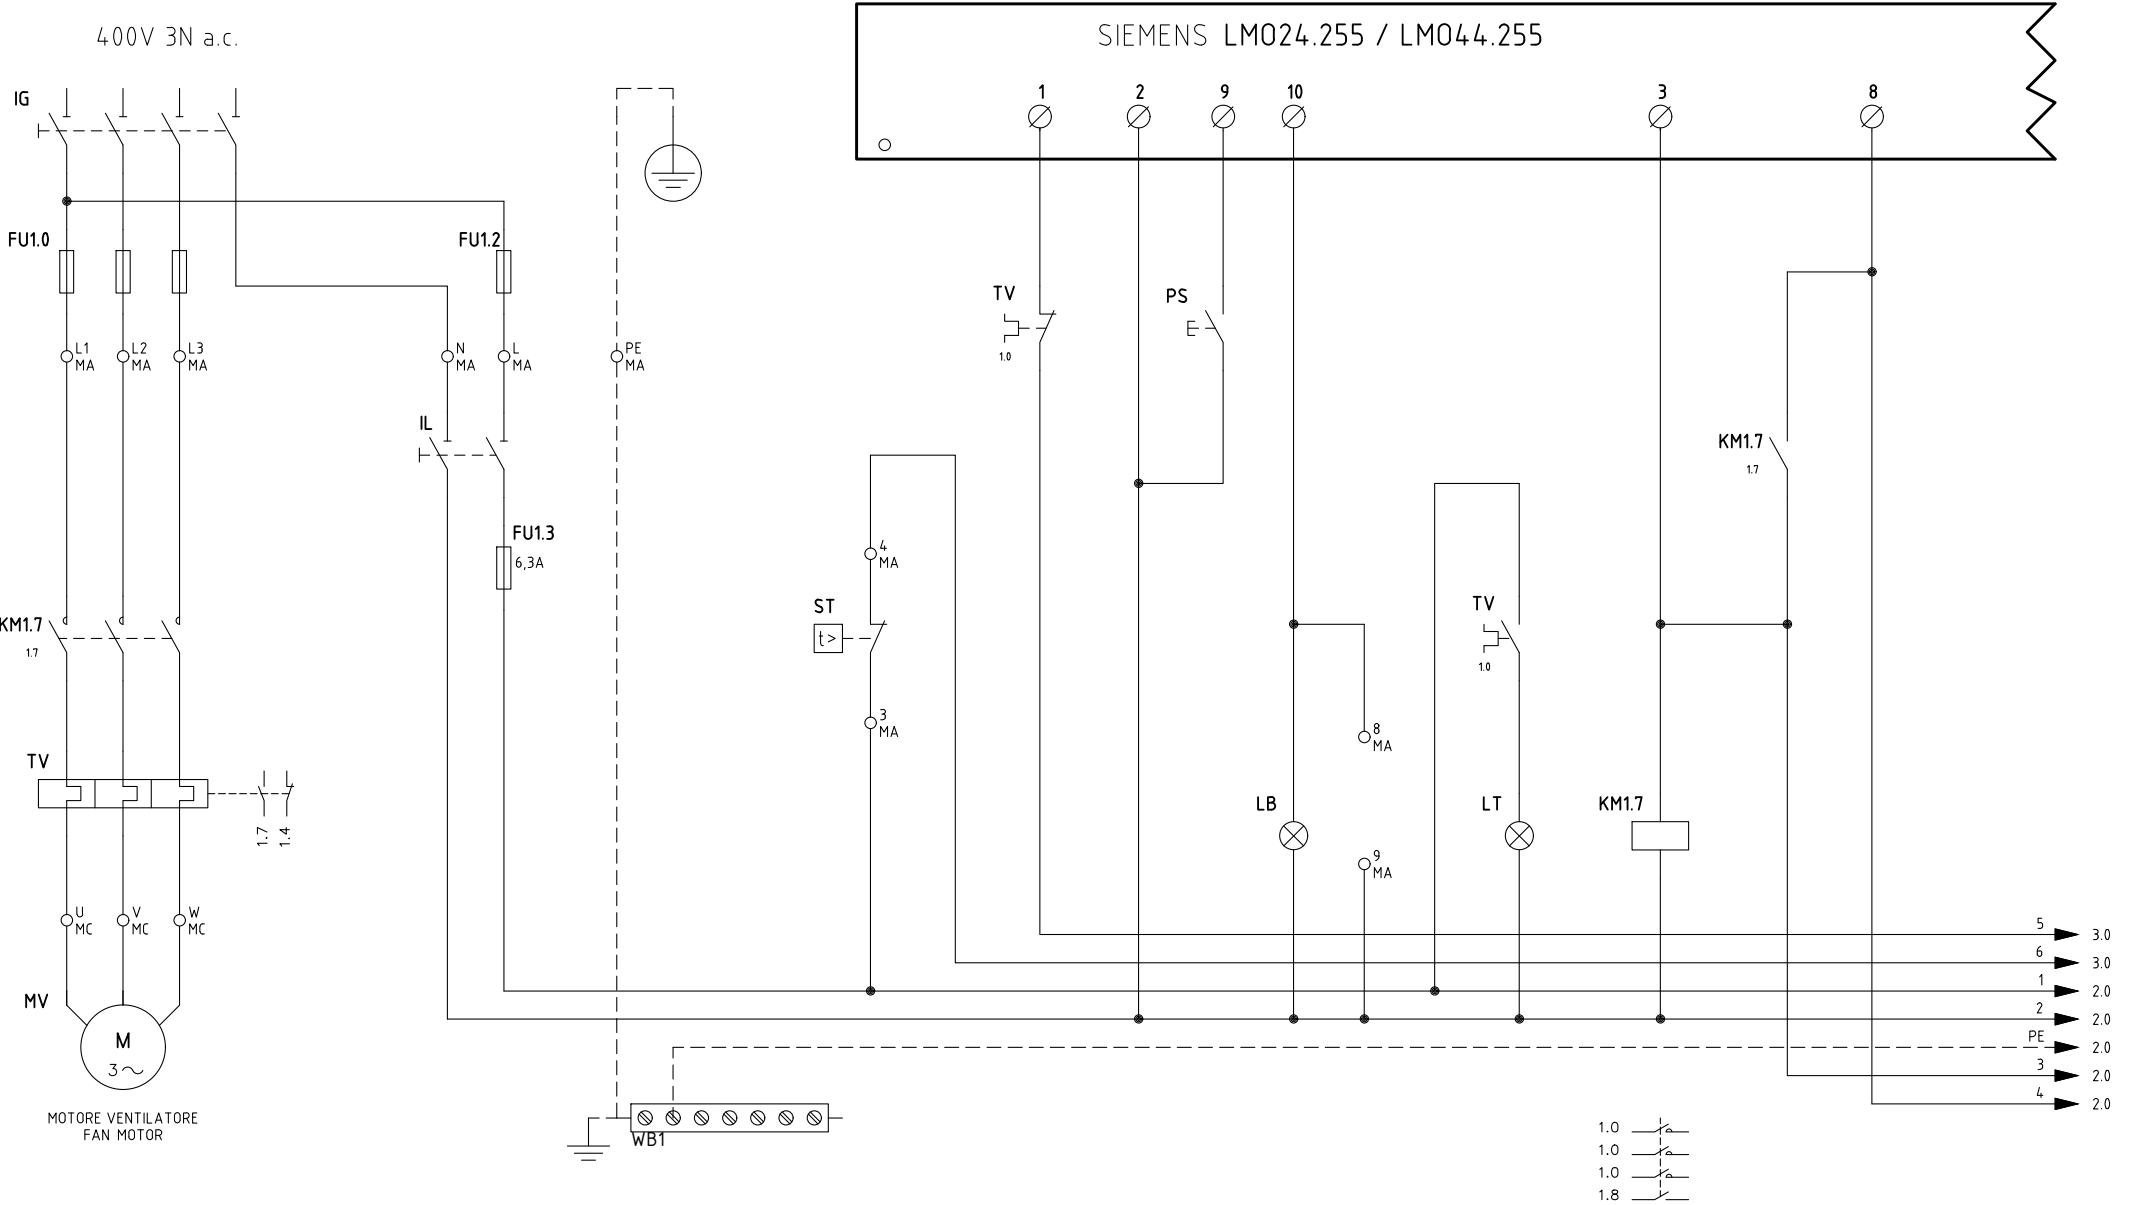 400V 3N a.c.
SIEMENS LMO24.255 / LMO44.255
IG
1
2
9
10
3
8
FU1.0
FU1.2
TV
1.0
PS
L1
MA
L2
MA
L3
MA
N
MA
L
MA
PE
MA
IL
KM1.7
1.7
FU1.3
6,3A
4
MA
ST
t>
TV
1.0
KM1.7
1.7
3
MA
8
MA
TV
1.7
1.4
LB
LT
KM1.7
9
MA
U
MC
V
MC
W
MC
5
3.0
6
3.0
1
2.0
2
2.0
PE
2.0
3
2.0
4
2.0
MV
M
3~
MOTORE VENTILATORE
FAN MOTOR
WB1
1.0
1.0
1.0
1.8